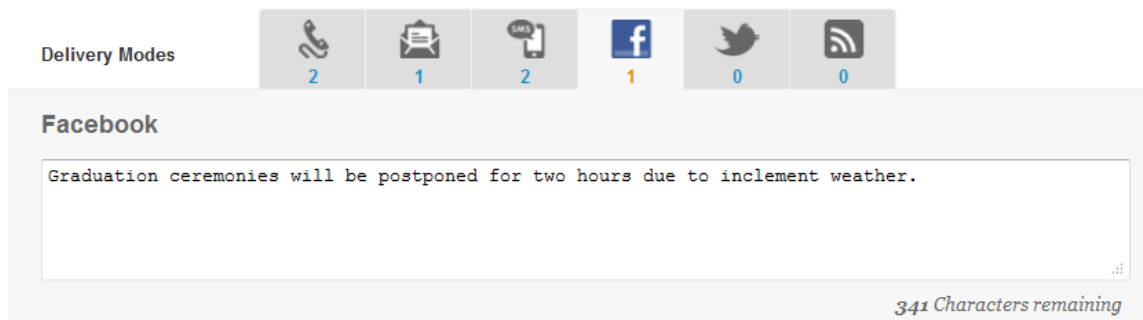 SMS
f
Delivery Modes
2 1 2 1 0 0
Facebook
Graduation ceremonies will be postponed for two hours due to inclement weather.
341 Characters remaining